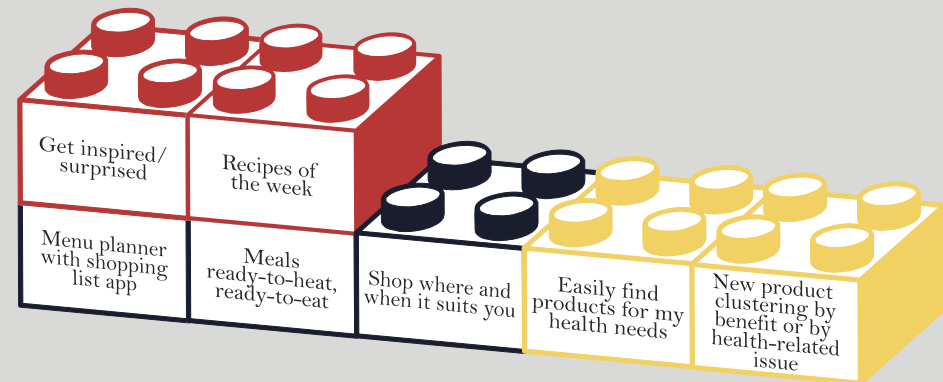 Get inspired/
surprised
Recipes of
the week
Menu planner
with shopping
list app
Meals
ready-to-heat,
ready-to-eat
Shop where and
when it suits you
Easily find
products for my
health needs
New product
clustering by
benefit or by
health-related
issue